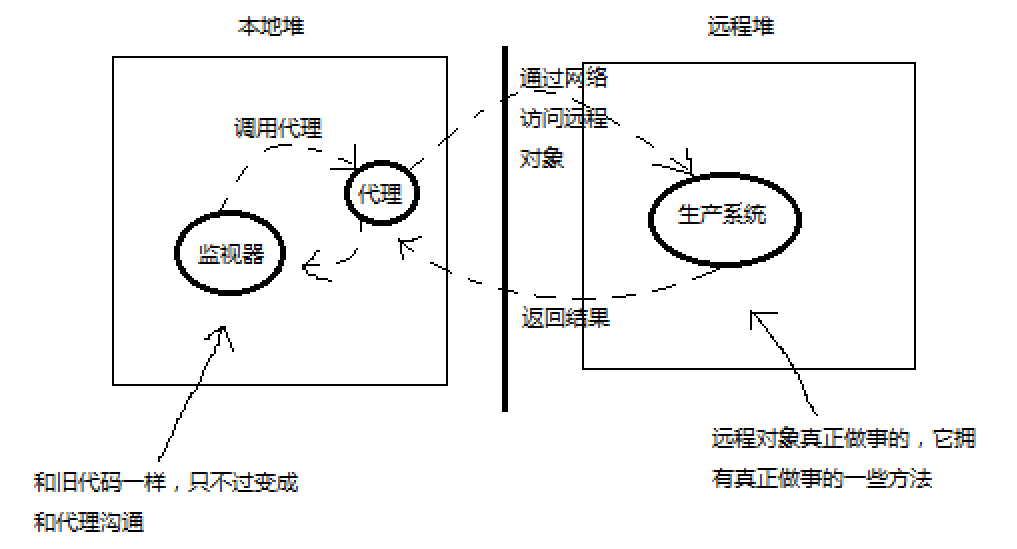 本地堆
远程堆
通过网络
访问远程
对象
调用代理
代理
生产系统
监视器
返回结果
远程对象真正做事的，它拥
有真正做事的一些方法
和旧代码一样，只不过变成
和代理沟通